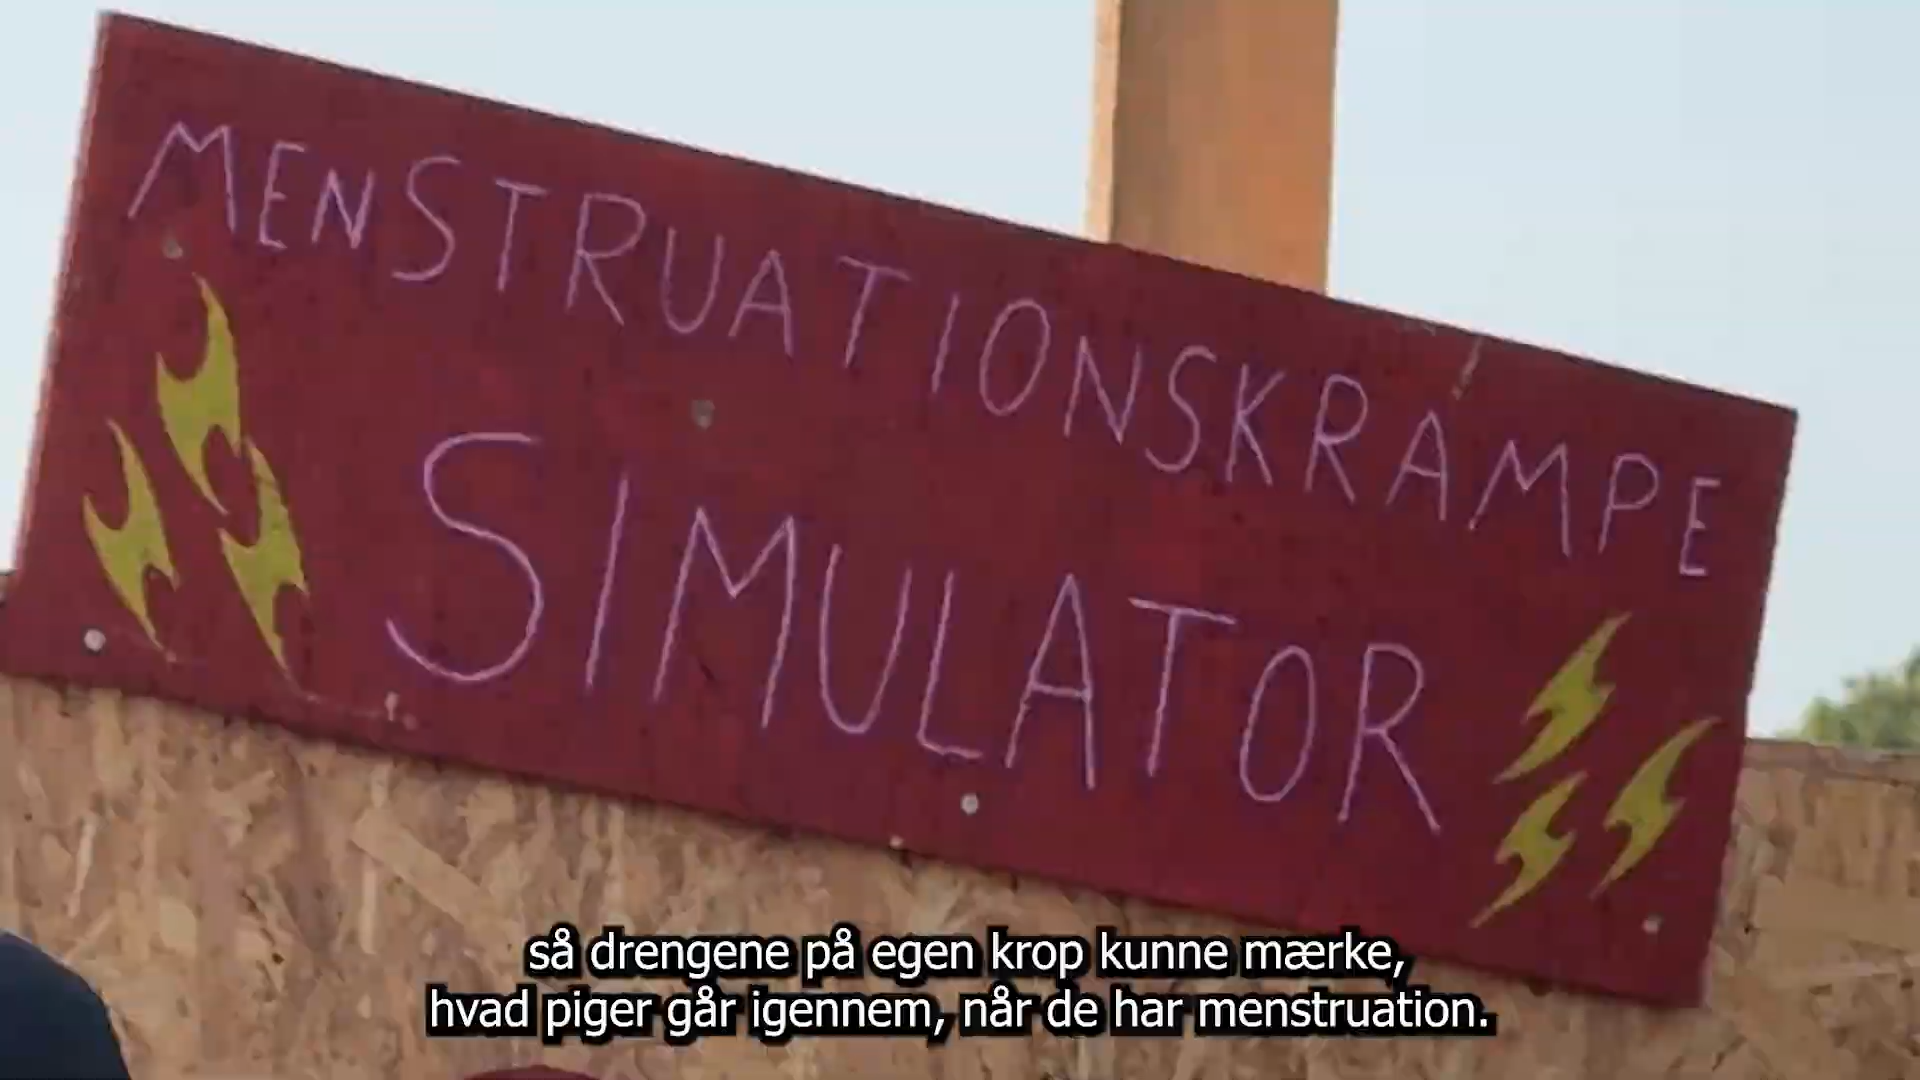 MENSTRUATIONSKRAMPE
SIMULATOR
så drengene på egen krop kunne mærke,
hvad piger går igennem, når de har menstruation.